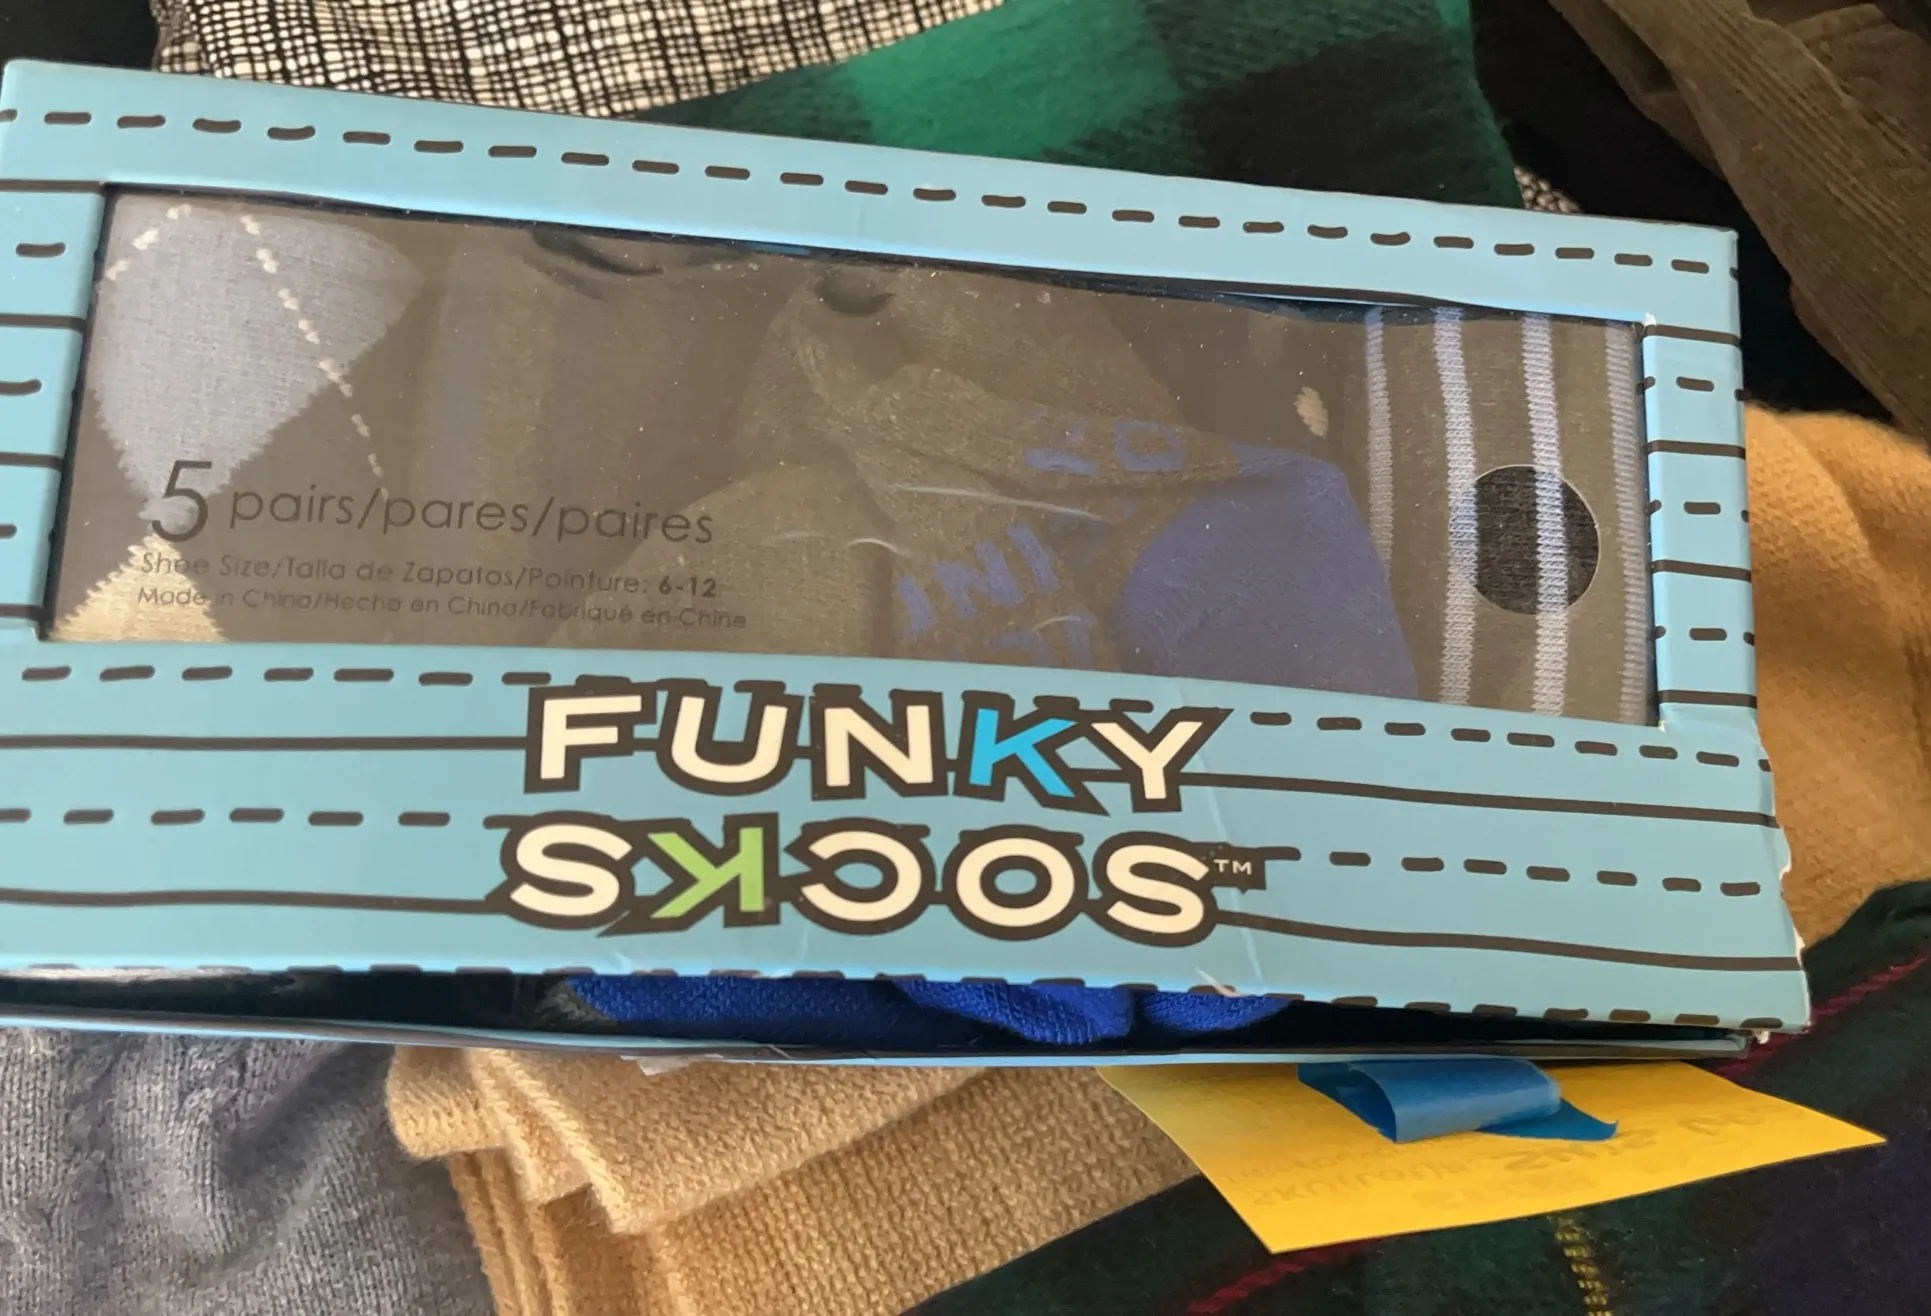 5 pairs/pares/paires
Shoe Size/Talla de Zapatos/Pointure: 6-12
Made in China/Hecho en China/Fabriqué en Chine
FUNKY
SOCKS™